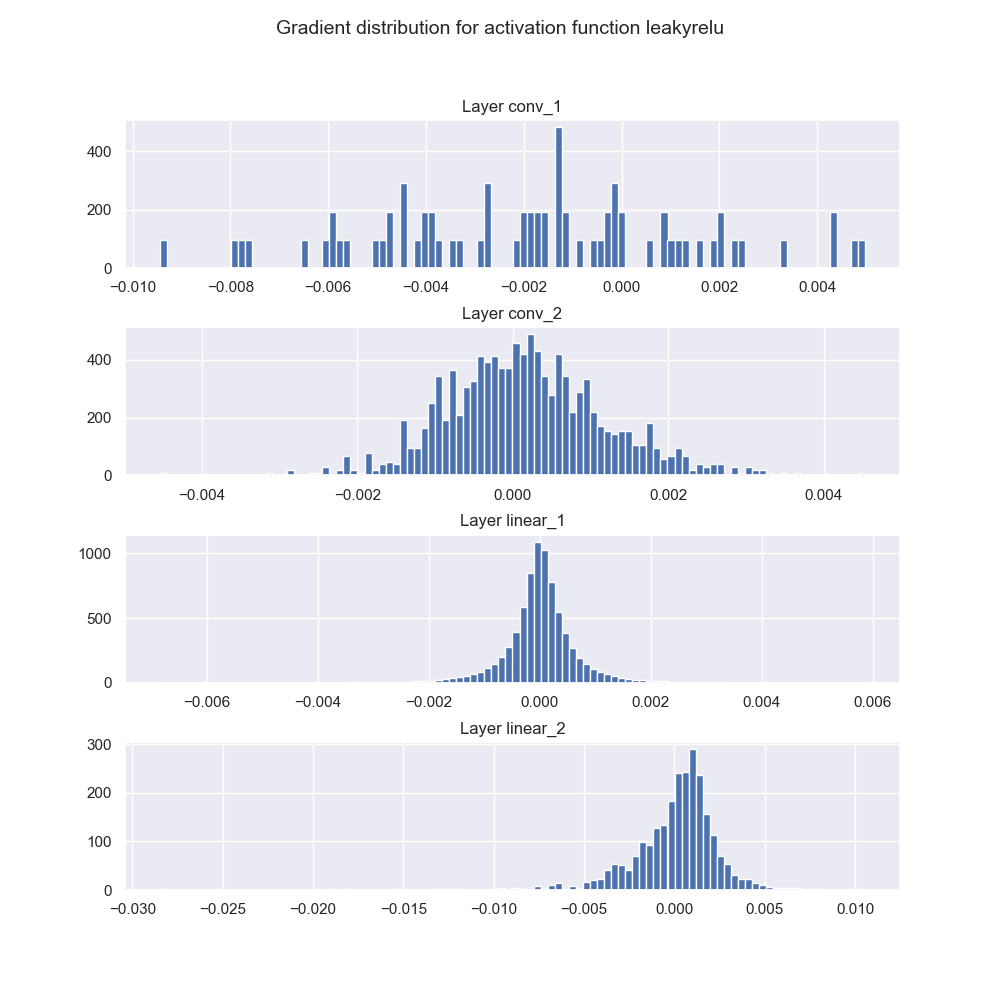 Gradient distribution for activation function leakyrelu
Layer conv_1
400
200
0
−0.010 −0.008 −0.006 −0.004 −0.002 0.000 0.002 0.004
Layer conv_2
400
200
0
−0.004 −0.002 0.000 0.002 0.004
Layer linear_1
1000
500
0
−0.006 −0.004 −0.002 0.000 0.002 0.004 0.006
Layer linear_2
300
200
100
0
−0.030 −0.025 −0.020 −0.015 −0.010 −0.005 0.000 0.005 0.010